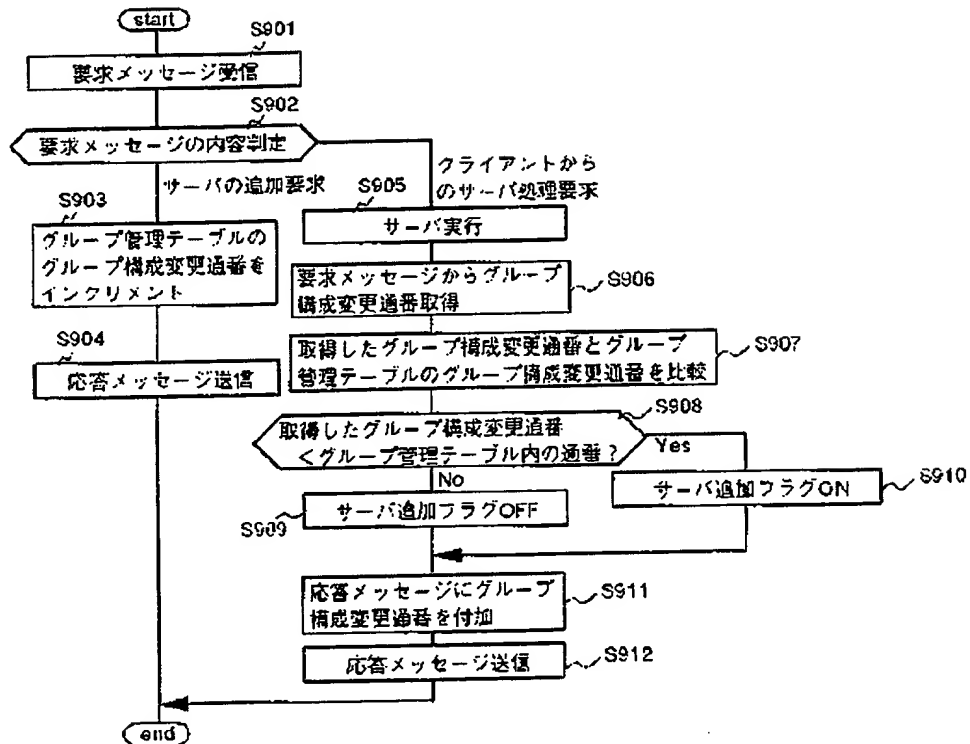 start
S901
要求メッセージ受信
S902
要求メッセージの内容判定
サーバの追加要求
クライアントから
のサーバ処理要求
S903
グループ管理テーブルの
グループ構成変更通番を
インクリメント
S904
応答メッセージ送信
S905
サーバ実行
要求メッセージからグループ
構成変更通番取得
S906
取得したグループ構成変更通番とグループ
管理テーブルのグループ構成変更通番を比較
S907
S908
取得したグループ構成変更通番
<グループ管理テーブル内の通番?
Yes
No
サーバ追加フラグON
S910
サーバ追加フラグOFF
S909
応答メッセージにグループ
構成変更通番を付加
S911
応答メッセージ送信
S912
end